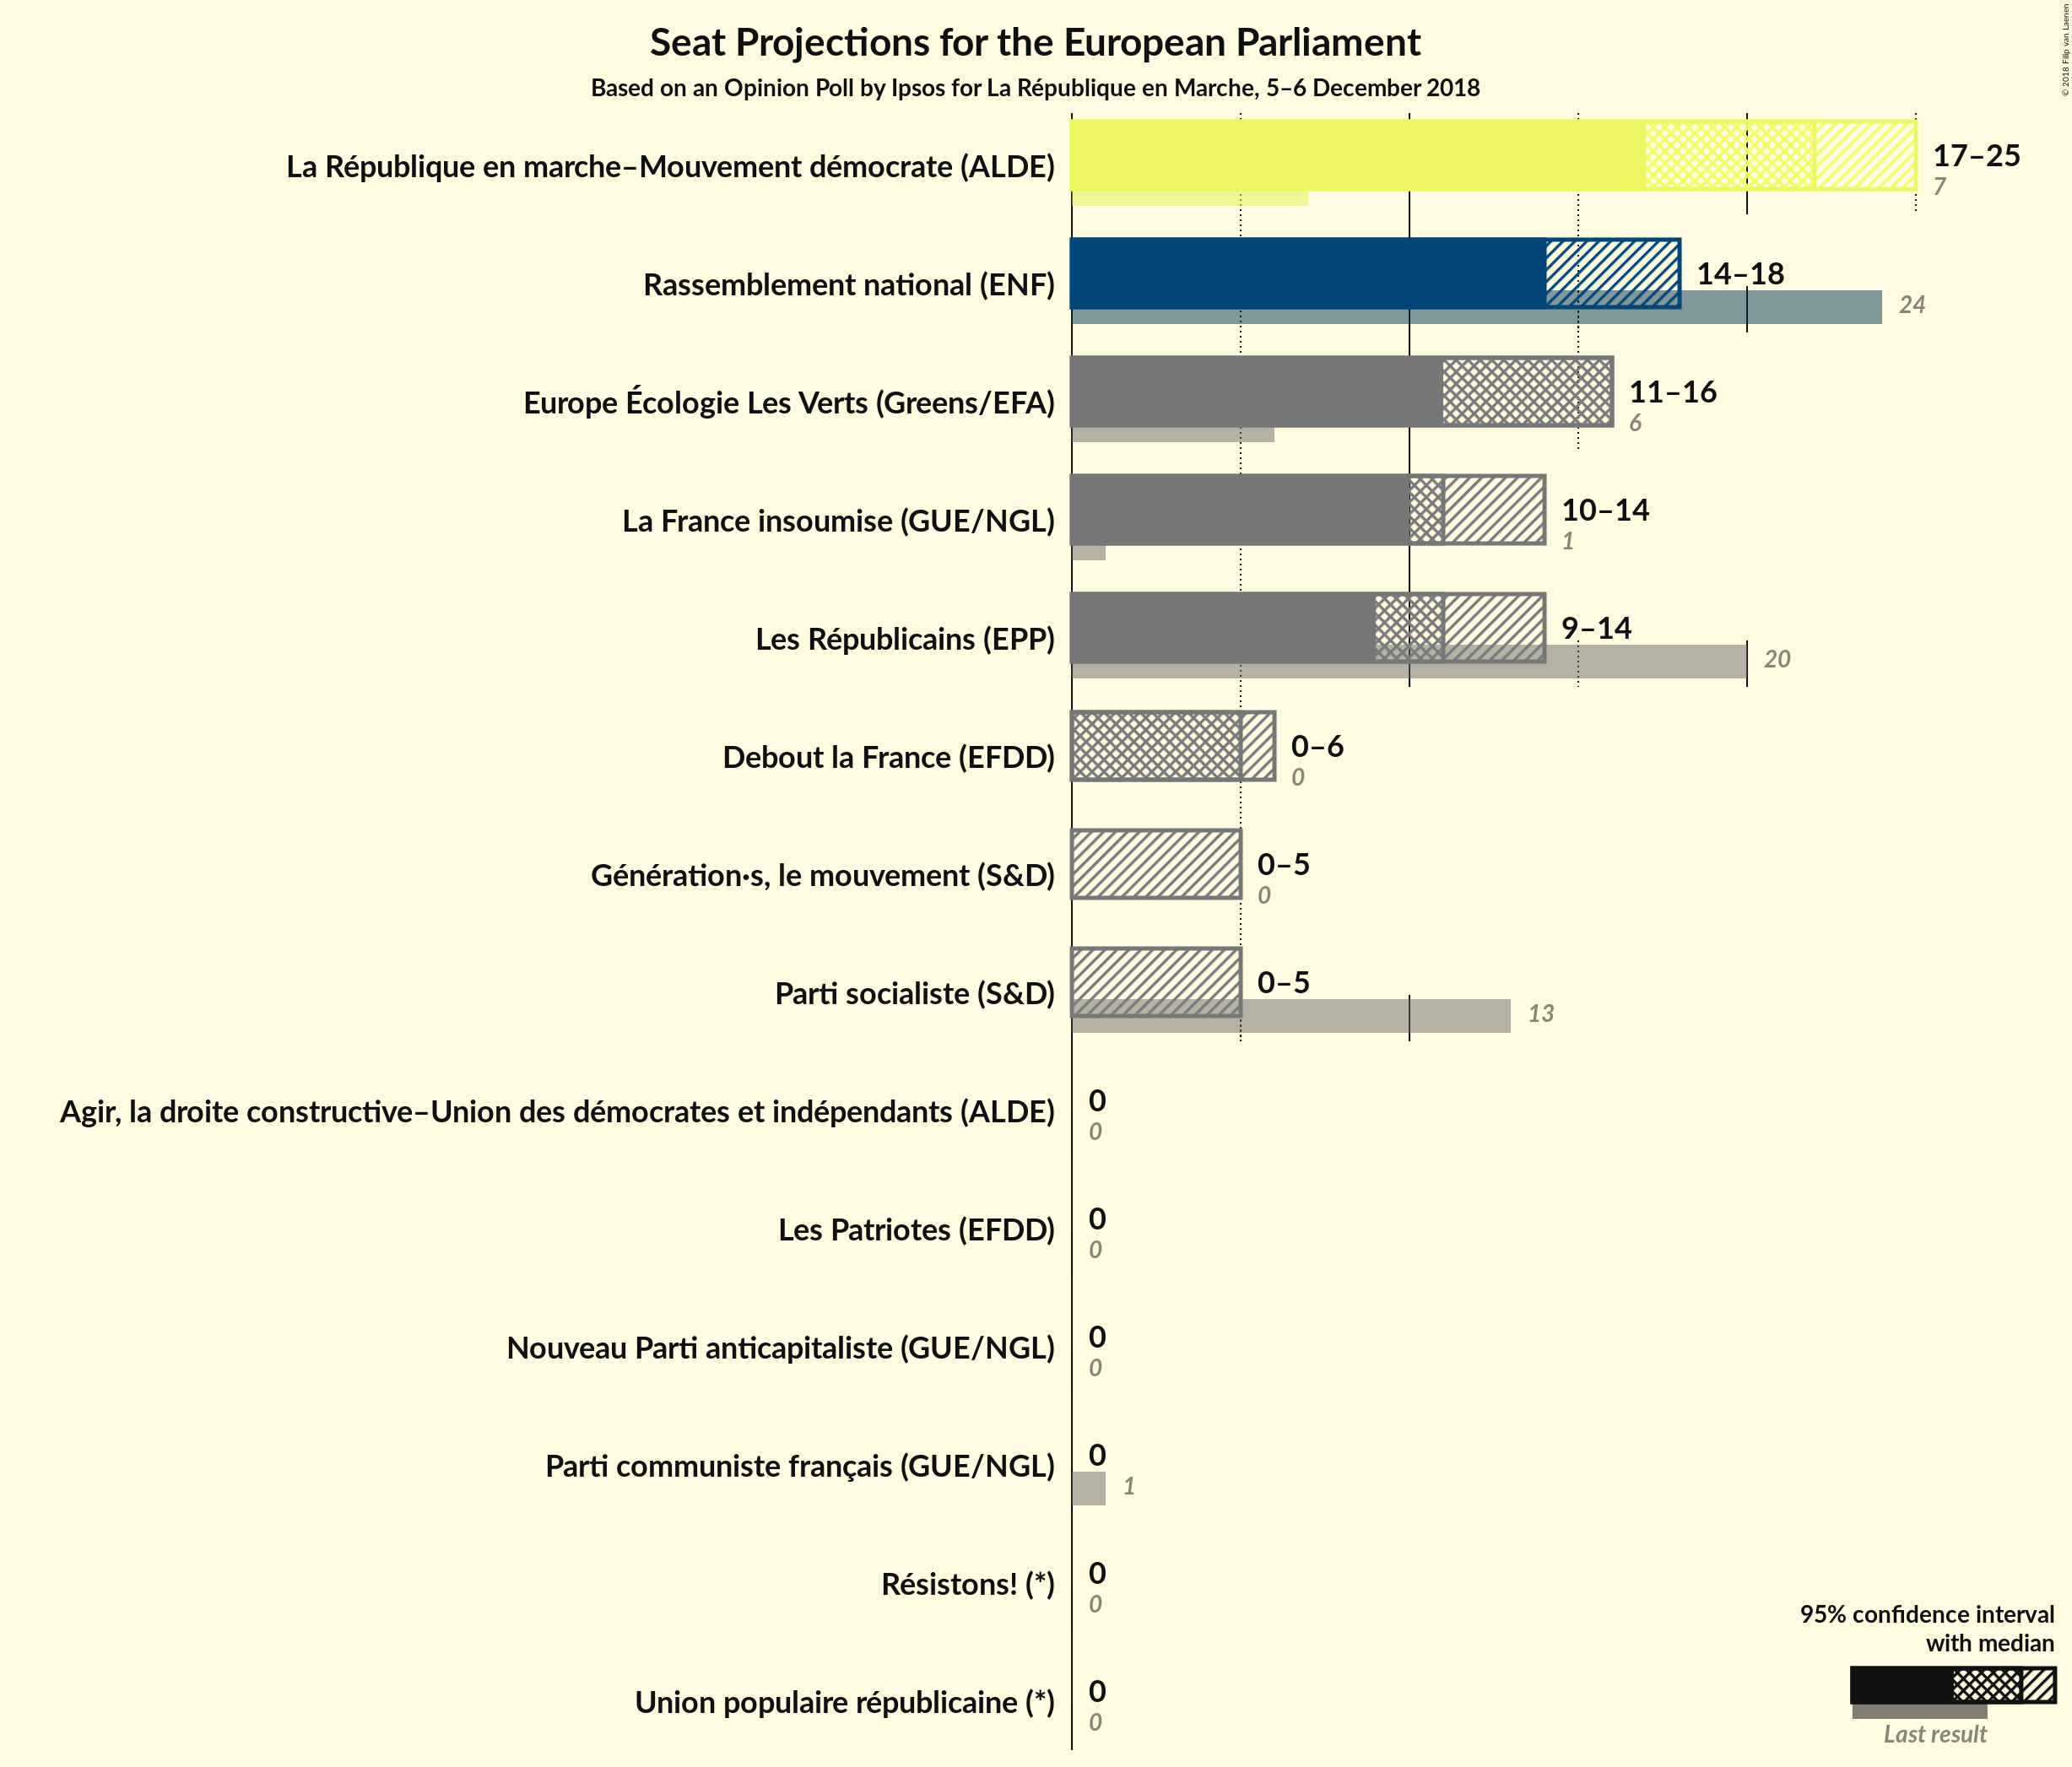 Seat Projections for the European Parliament
Based on an Opinion Poll by Ipsos for La République en Marche, 5–6 December 2018
© 2018 Filip van Laenen
La République en marche–Mouvement démocrate (ALDE)
17–25
7
Rassemblement national (ENF)
14–18
24
Europe Écologie Les Verts (Greens/EFA)
11–16
6
La France insoumise (GUE/NGL)
10–14
1
Les Républicains (EPP)
9–14
20
Debout la France (EFDD)
0–6
0
Génération·s, le mouvement (S&D)
0–5
0
Parti socialiste (S&D)
0–5
13
Agir, la droite constructive–Union des démocrates et indépendants (ALDE)
0
0
Les Patriotes (EFDD)
0
0
Nouveau Parti anticapitaliste (GUE/NGL)
0
0
Parti communiste français (GUE/NGL)
0
1
Résistons! (*)
0
0
Union populaire républicaine (*)
0
0
95% confidence interval
with median
Last result